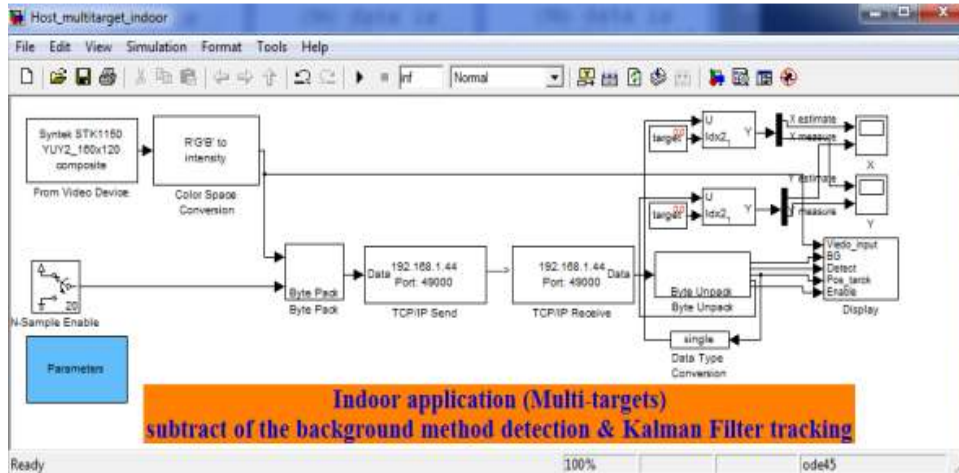 Host_multitarget_indoor
File Edit View Simulation Format Tools Help
inf
Normal
Syntek STK1160
YUY2_160x120
composite
From Video Device
R'G'B' to
intensity
Color Space
Conversion
20
N-Sample Enable
Parameters
Byte Pack
Byte Pack
Data
192.168.1.44
Port: 49000
TCP/IP Send
192.168.1.44
Port: 49000
Data
TCP/IP Receive
target
U
Idx2
Y
X estimate
X measure
X
target
U
Idx2
Y
Y estimate
measure
Y
Byte Unpack
Byte Unpack
single
Data Type
Conversion
Viedo_input
BG
Detect
Pos_tarck
Enable
Display
Indoor application (Multi-targets)
subtract of the background method detection & Kalman Filter tracking
Ready
100%
ode45